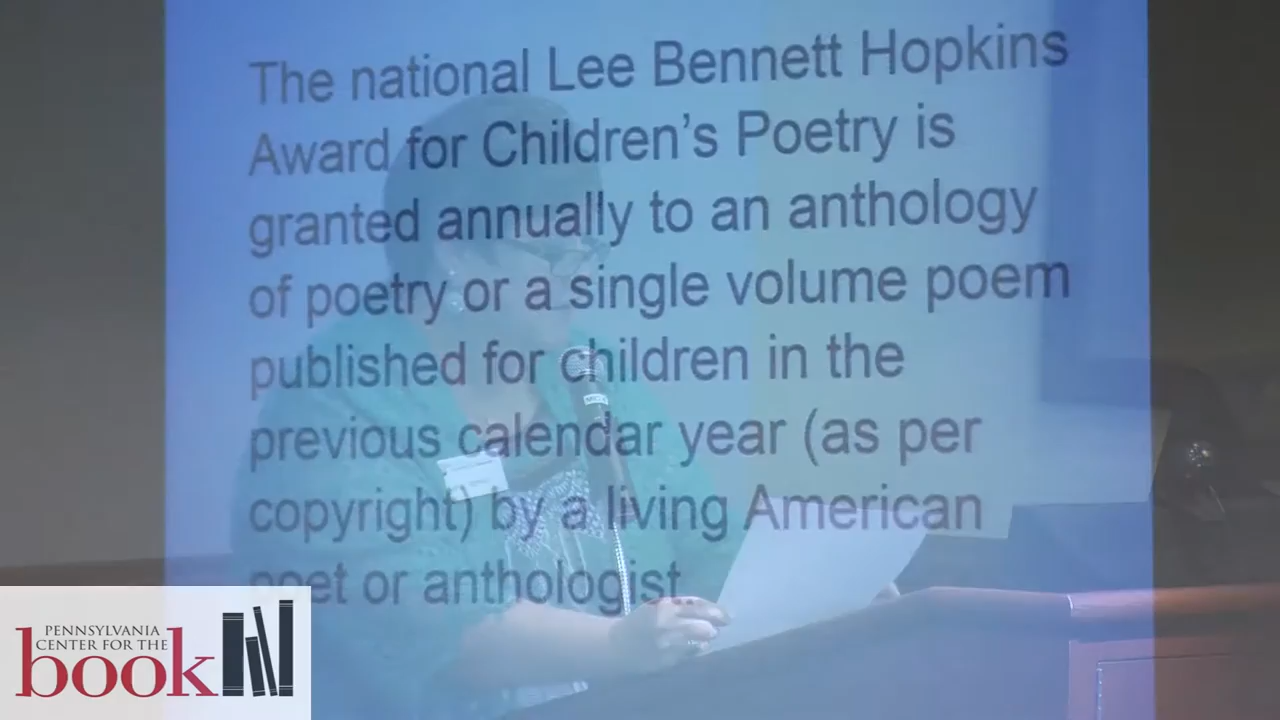 The national Lee Bennett Hopkins
Award for Children's Poetry is
granted annually to an anthology
of poetry or a single volume poem
published for children in the
previous calendar year (as per
copyright) by a living American
poet or anthologist.
PENNSYLVANIA
CENTER FOR THE
book